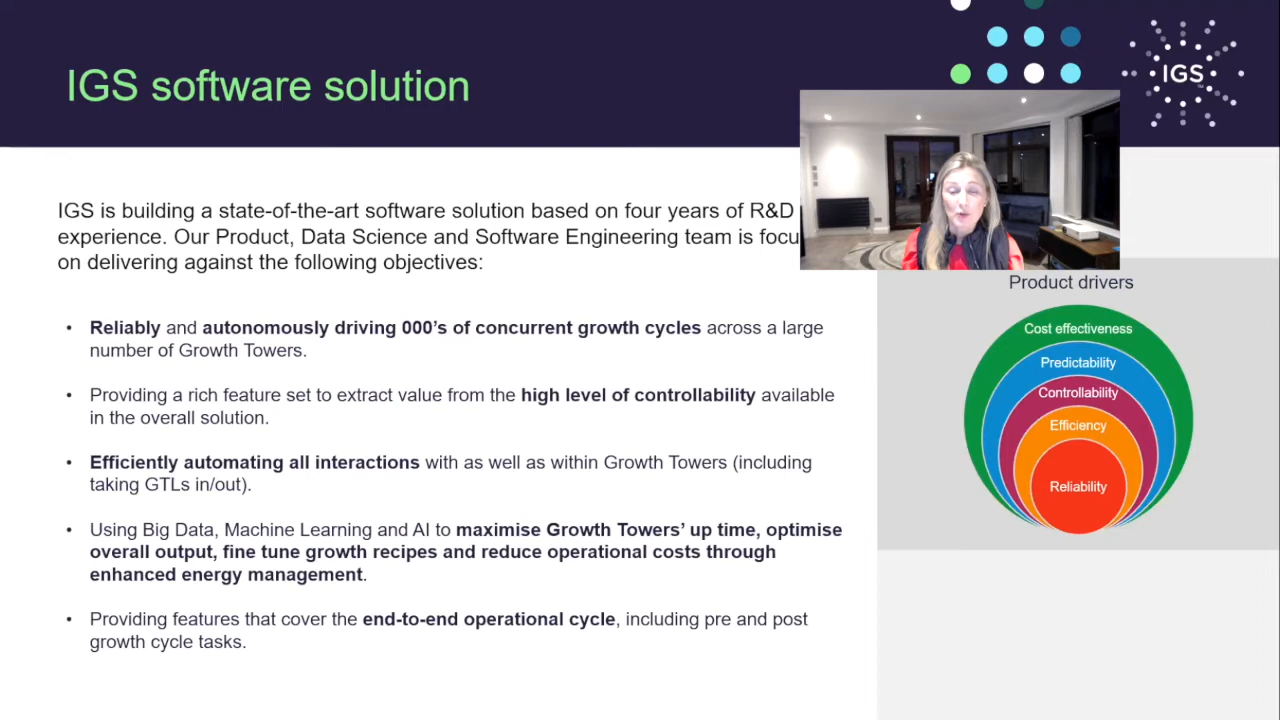 IGS software solution
IGS
IGS is building a state-of-the-art software solution based on four years of R&D
experience. Our Product, Data Science and Software Engineering team is
on delivering against the following objectives:
• Reliably and autonomously driving 000's of concurrent growth cycles across a large
number of Growth Towers.
• Providing a rich feature set to extract value from the high level of controllability available
in the overall solution.
• Efficiently automating all interactions with as well as within Growth Towers (including
taking GTLs in/out).
• Using Big Data, Machine Learning and AI to maximise Growth Towers' up time, optimise
overall output, fine tune growth recipes and reduce operational costs through
enhanced energy management.
• Providing features that cover the end-to-end operational cycle, including pre and post
growth cycle tasks.
Product drivers
Cost effectiveness
Predictability
Controllability
Efficiency
Reliability